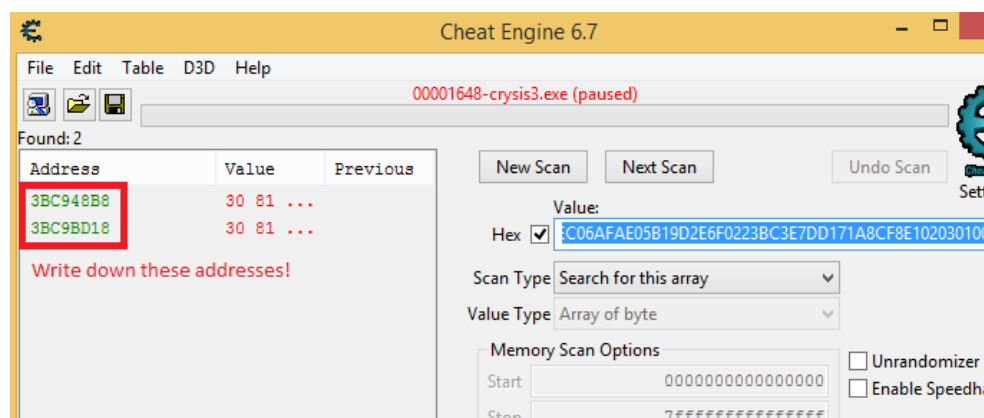 Cheat Engine 6.7
File Edit Table D3D Help
00001648-crysis3.exe (paused)
Found: 2
Address Value Previous
3BC948B8 30 81 ...
3BC9BD18 30 81 ...
Write down these addresses!
New Scan Next Scan Undo Scan
Value:
Hex EC06AFAE05B19D2E6F0223BC3E7DD171A8CF8E102030100
Scan Type Search for this array
Value Type Array of byte
Memory Scan Options
Start 0000000000000000
Stop 7fffffffffffffff
Unrandomizer
Enable Speedha